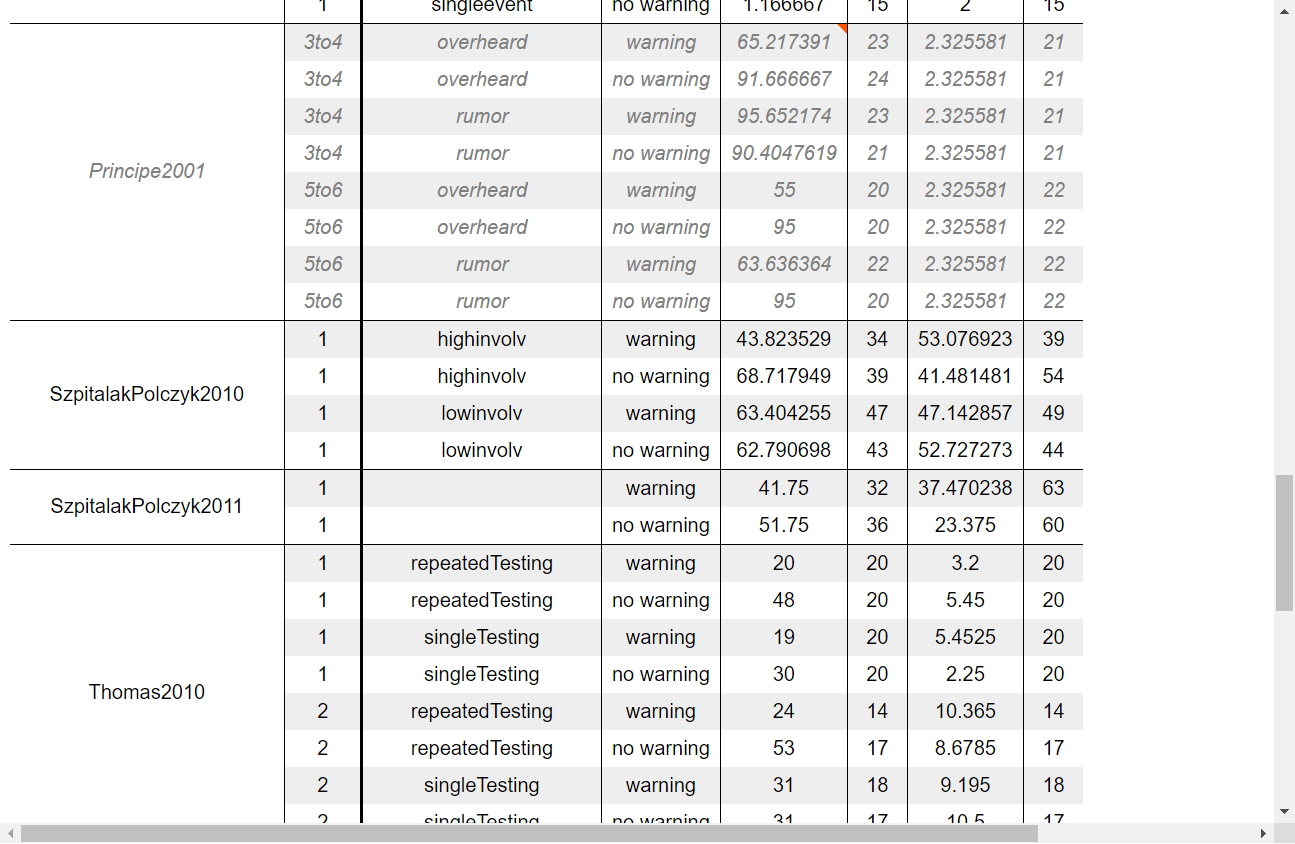 1 singleevent no warning 1.166667 15 2 15
3to4 overheard warning 65.217391 23 2.325581 21
3to4 overheard no warning 91.666667 24 2.325581 21
3to4 rumor warning 95.652174 23 2.325581 21
Principe2001 3to4 rumor no warning 90.4047619 21 2.325581 21
5to6 overheard warning 55 20 2.325581 22
5to6 overheard no warning 95 20 2.325581 22
5to6 rumor warning 63.636364 22 2.325581 22
5to6 rumor no warning 95 20 2.325581 22
1 highinvolv warning 43.823529 34 53.076923 39
SzpitalakPolczyk2010 1 highinvolv no warning 68.717949 39 41.481481 54
1 lowinvolv warning 63.404255 47 47.142857 49
1 lowinvolv no warning 62.790698 43 52.727273 44
SzpitalakPolczyk2011 1 warning 41.75 32 37.470238 63
1 no warning 51.75 36 23.375 60
1 repeatedTesting warning 20 20 3.2 20
1 repeatedTesting no warning 48 20 5.45 20
1 singleTesting warning 19 20 5.4525 20
Thomas2010 1 singleTesting no warning 30 20 2.25 20
2 repeatedTesting warning 24 14 10.365 14
2 repeatedTesting no warning 53 17 8.6785 17
2 singleTesting warning 31 18 9.195 18
2 singleTesting no warning 31 17 10.5 17